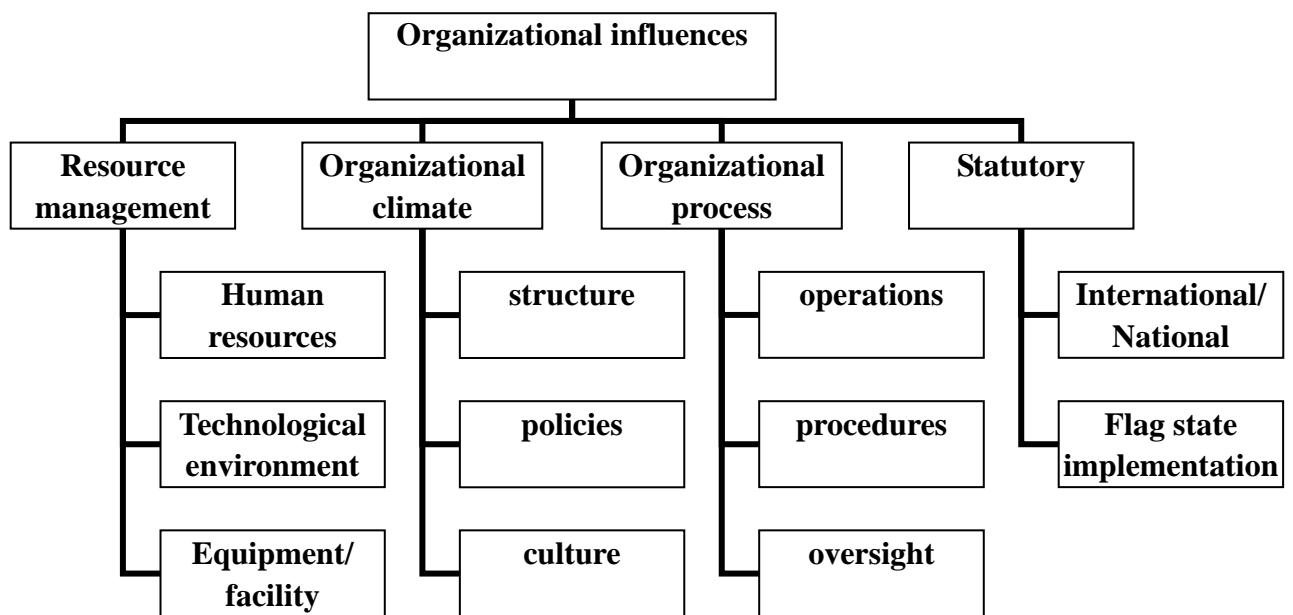 Organizational influences
Resource
management
Organizational
climate
Organizational
process
Statutory
Human
resources
structure
operations
International/
National
Technological
environment
policies
procedures
Flag state
implementation
Equipment/
facility
culture
oversight